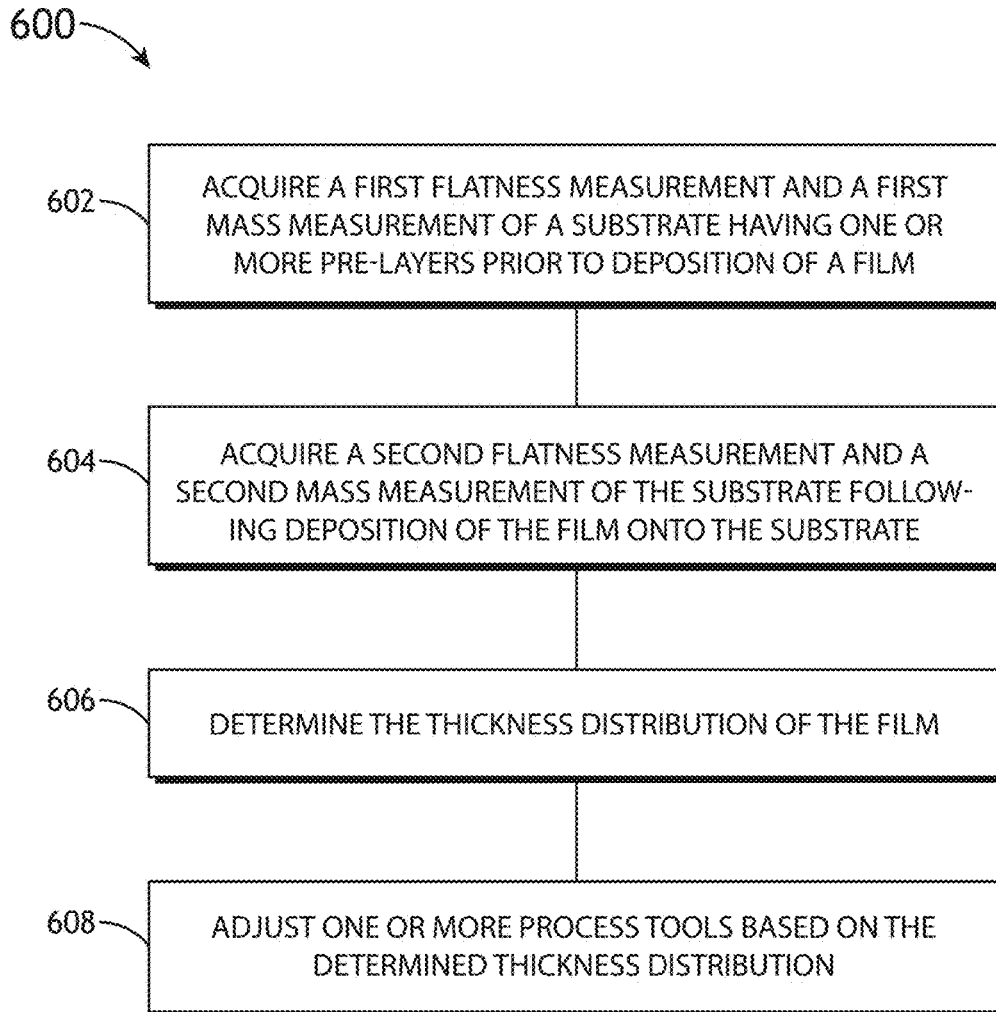 600
602
ACQUIRE A FIRST FLATNESS MEASUREMENT AND A FIRST
MASS MEASUREMENT OF A SUBSTRATE HAVING ONE OR
MORE PRE-LAYERS PRIOR TO DEPOSITION OF A FILM
604
ACQUIRE A SECOND FLATNESS MEASUREMENT AND A
SECOND MASS MEASUREMENT OF THE SUBSTRATE FOLLOW-
ING DEPOSITION OF THE FILM ONTO THE SUBSTRATE
606
DETERMINE THE THICKNESS DISTRIBUTION OF THE FILM
608
ADJUST ONE OR MORE PROCESS TOOLS BASED ON THE
DETERMINED THICKNESS DISTRIBUTION